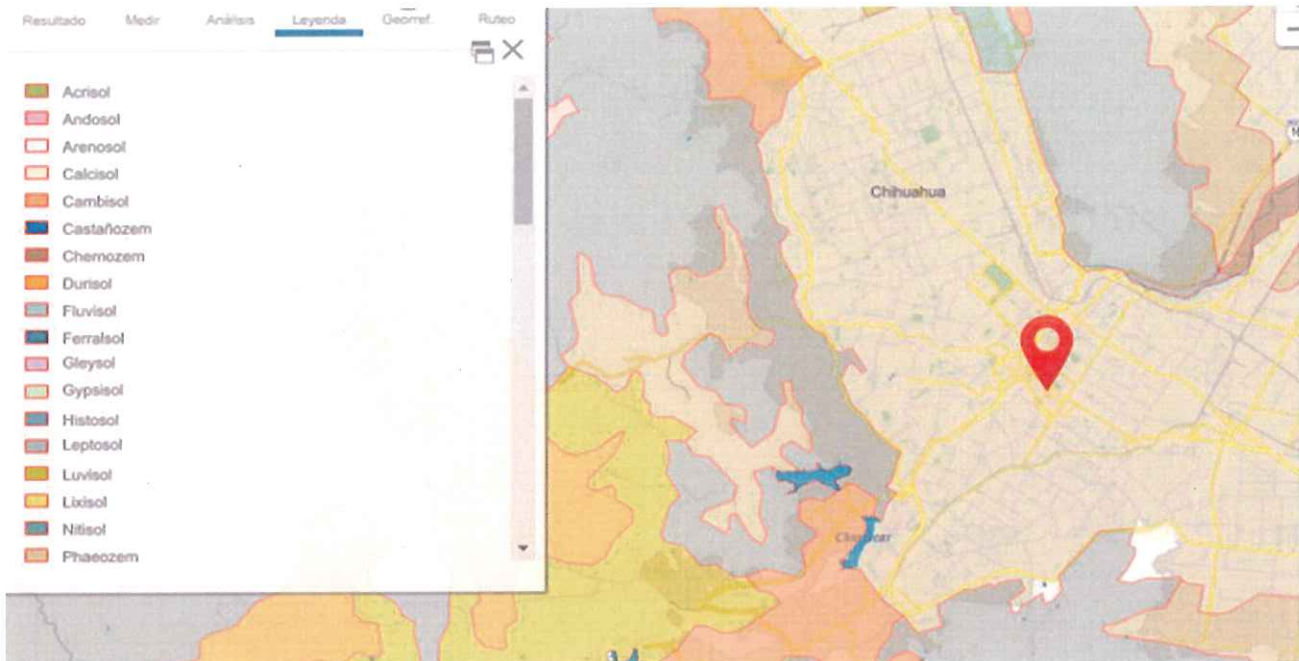 Resultado Medir Análisis Leyenda Georref. Ruteo
Acrisol
Andosol
Arenosol
Calcisol
Cambisol
Castañozem
Chernozem
Durisol
Fluvisol
Ferralsol
Gleysol
Gypsisol
Histosol
Leptosol
Luvisol
Lixisol
Nitisol
Phaeozem
Chihuahua
M